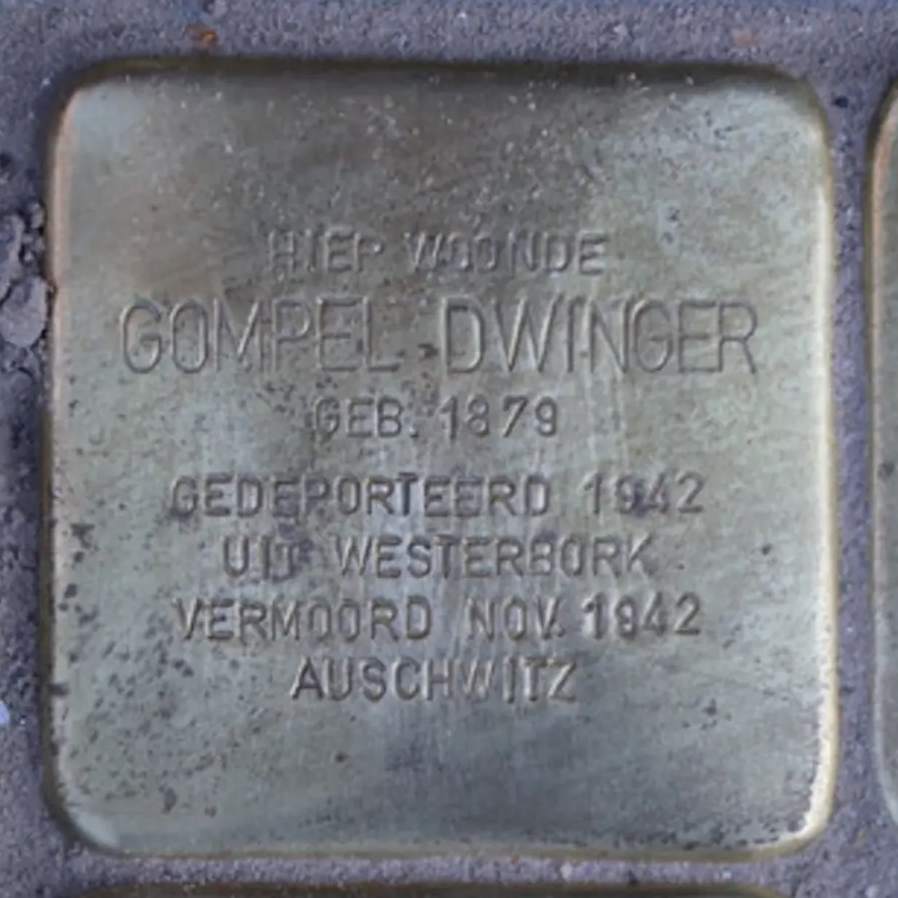 HIER WOONDE
GOMPEL DWINGER
GEB. 1879
GEDEPORTEERD 1942
UIT WESTERBORK
VERMOORD NOV. 1942
AUSCHWITZ